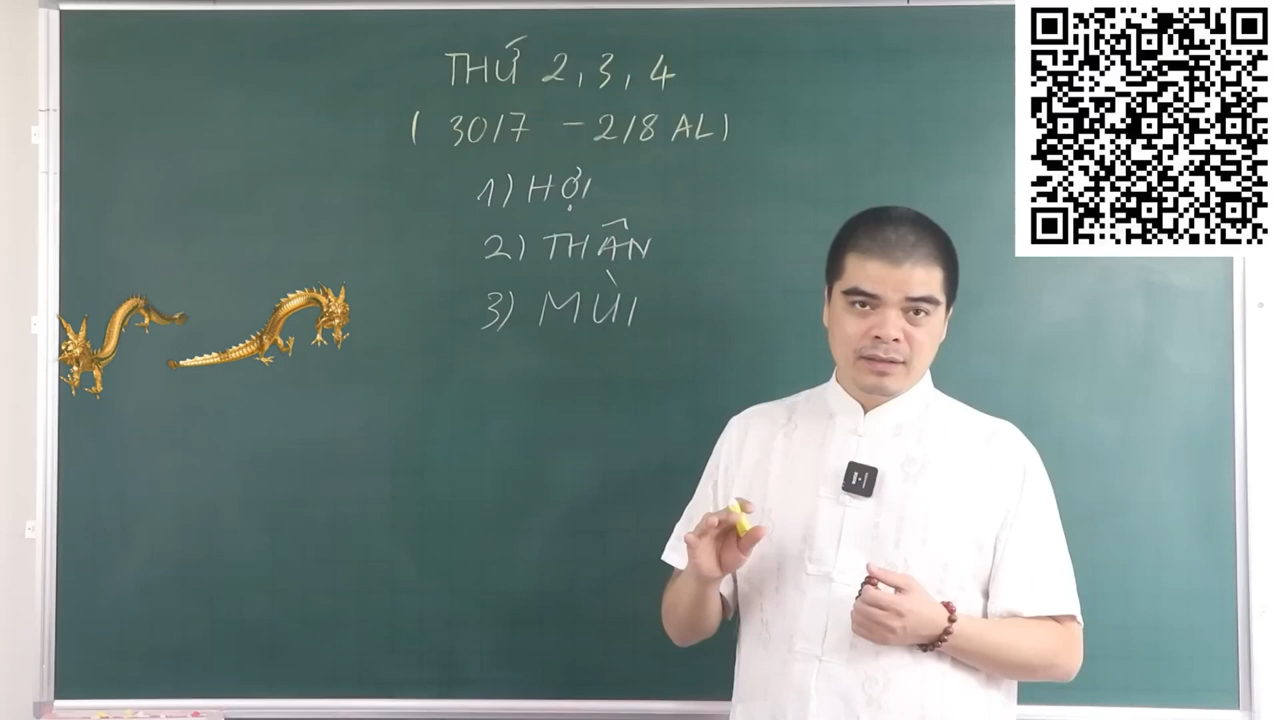 THỨ 2, 3, 4
( 30/7 - 2/8 AL)
1) HỢI
2) THÂN
3) MÙI